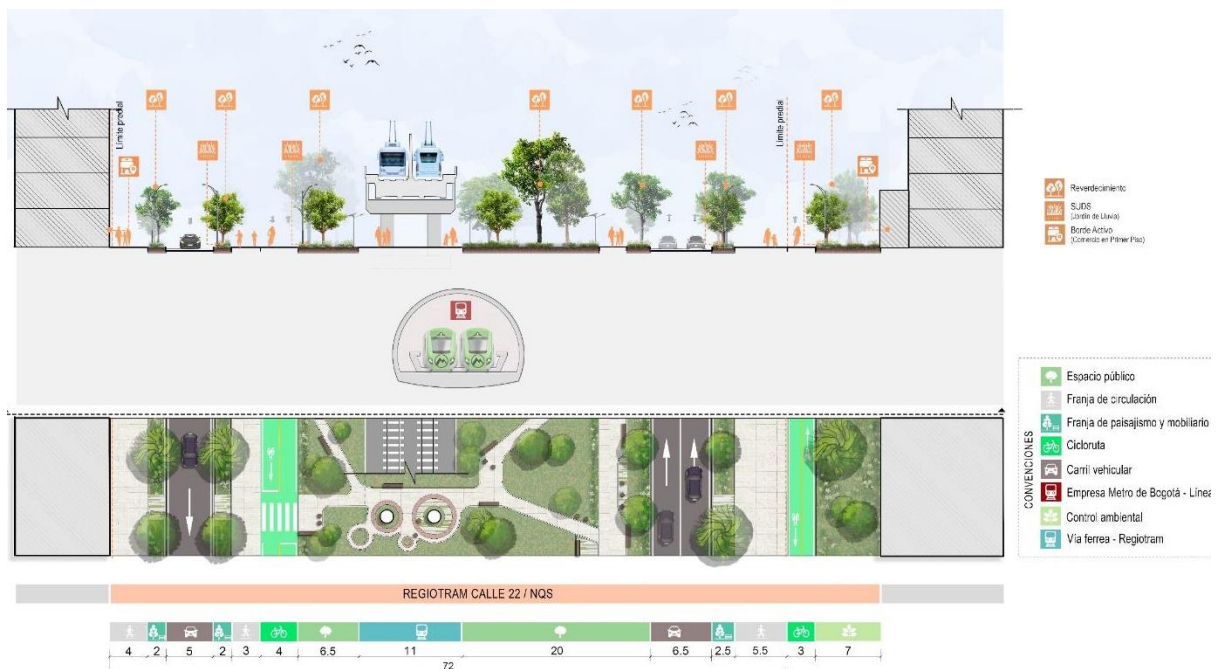 Límite predial
Límite predial
Reverdecimiento
SUDS
(Jardín de Lluvia)
Borde Activo
(Comercio en Primer Piso)
CONVENCIONES
Espacio público
Franja de circulación
Franja de paisajismo y mobiliario
Cicloruta
Carril vehicular
Empresa Metro de Bogotá - Línea
Control ambiental
Vía ferrea - Regiotram
REGIOTRAM CALLE 22 / NQS
4 2 5 2 3 4 6.5 11 20 6.5 2.5 5.5 3 7
72